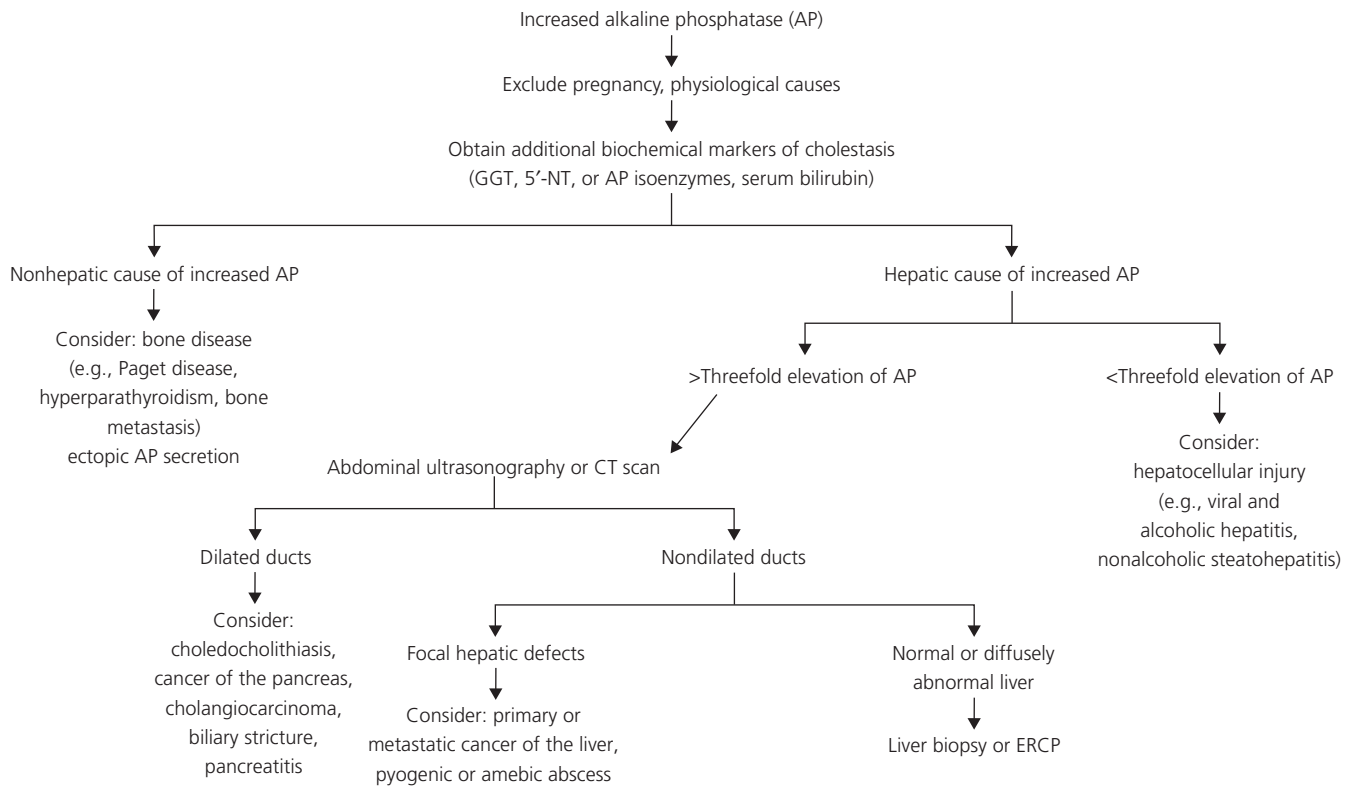 Increased alkaline phosphatase (AP)
Exclude pregnancy, physiological causes
Obtain additional biochemical markers of cholestasis
(GGT, 5′-NT, or AP isoenzymes, serum bilirubin)
Nonhepatic cause of increased AP
Consider: bone disease
(e.g., Paget disease,
hyperparathyroidism, bone
metastasis)
ectopic AP secretion
Hepatic cause of increased AP
>Threefold elevation of AP
Abdominal ultrasonography or CT scan
Dilated ducts
Consider:
choledocholithiasis,
cancer of the pancreas,
cholangiocarcinoma,
biliary stricture,
pancreatitis
Nondilated ducts
Focal hepatic defects
Consider: primary or
metastatic cancer of the liver,
pyogenic or amebic abscess
Normal or diffusely
abnormal liver
Liver biopsy or ERCP
<Threefold elevation of AP
Consider:
hepatocellular injury
(e.g., viral and
alcoholic hepatitis,
nonalcoholic steatohepatitis)